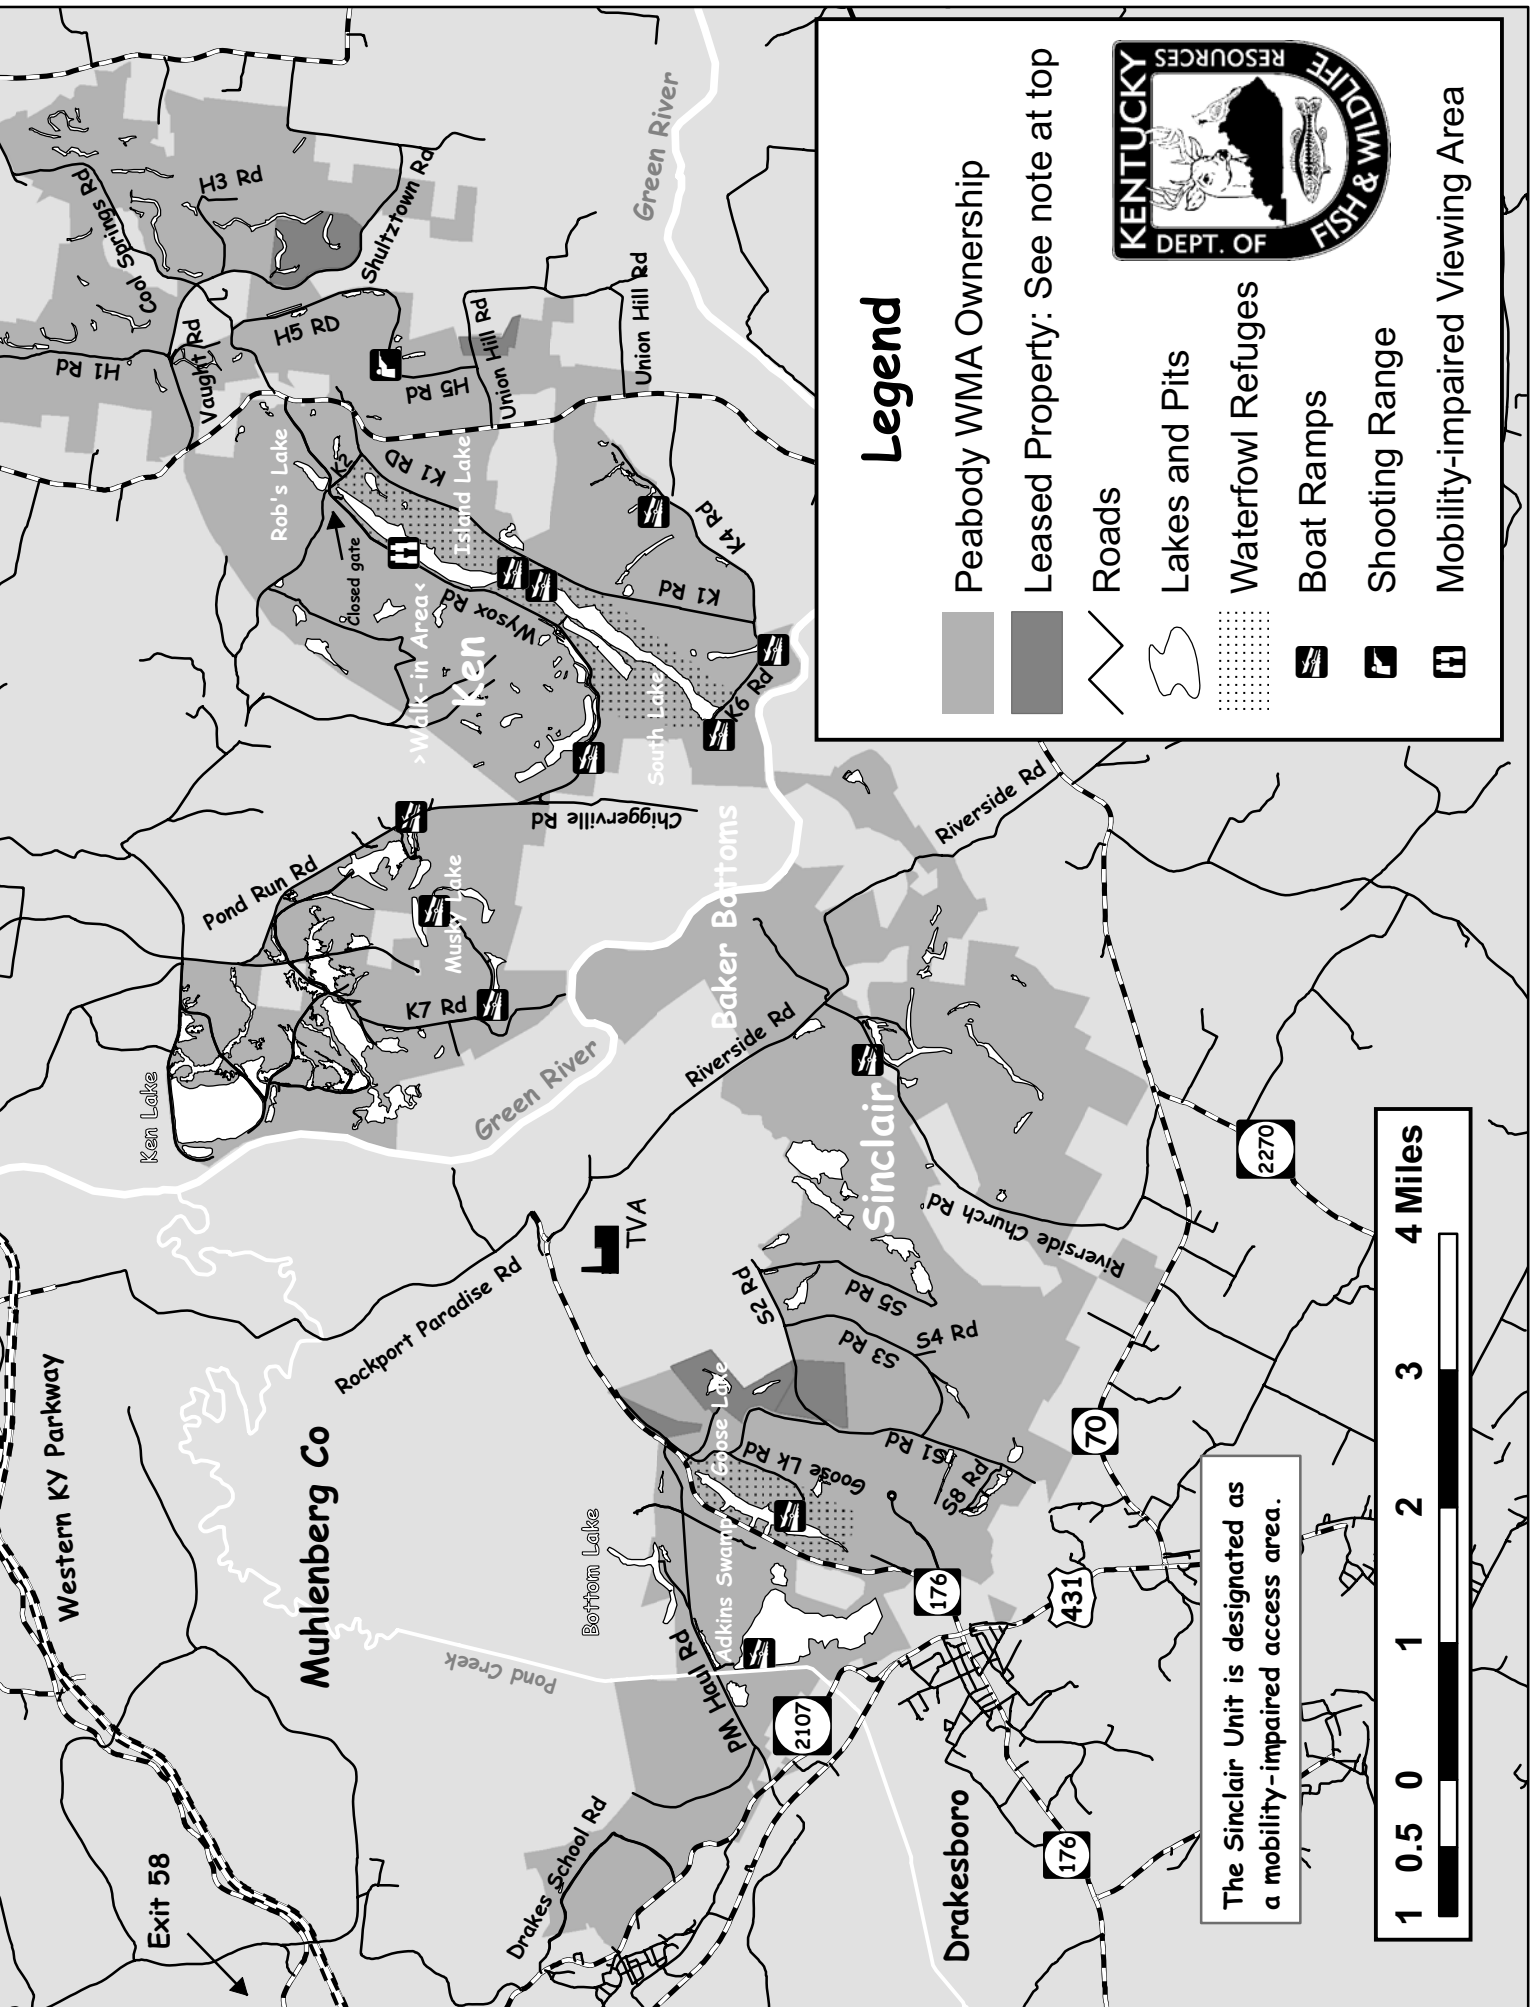 Green River
H3 Rd
Cool Springs Rd
Shultztown Rd
H1 Rd
Vaught Rd
H5 RD
H5 Rd
Union Hill Rd
Union Hill Rd
Rob's Lake
K2
K1 RD
Island Lake
Closed gate
>Walk-in Area<
Ken
Wysox Rd
K4 Rd
K1 Rd
South Lake
K6 Rd
Chiggerville Rd
Pond Run Rd
Musky Lake
K7 Rd
Ken Lake
Green River
Baker Bottoms
Riverside Rd
Riverside Rd
Sinclair
Riverside Church Rd
TVA
Rockport Paradise Rd
S2 Rd
S5 Rd
S3 Rd
S4 Rd
Goose Lake
Goose Lk Rd
S1 Rd
S8 Rd
Adkins Swamp
Bottom Lake
PM Haul Rd
Pond Creek
Western KY Parkway
Muhlenberg Co
Exit 58
Drakes School Rd
Drakesboro
2107
176
176
431
70
2270
Legend
Peabody WMA Ownership
Leased Property: See note at top
Roads
Lakes and Pits
Waterfowl Refuges
Boat Ramps
Shooting Range
Mobility-impaired Viewing Area
KENTUCKY
DEPT. OF
FISH & WILDLIFE
RESOURCES
The Sinclair Unit is designated as
a mobility-impaired access area.
1 0.5 0 1 2 3 4 Miles